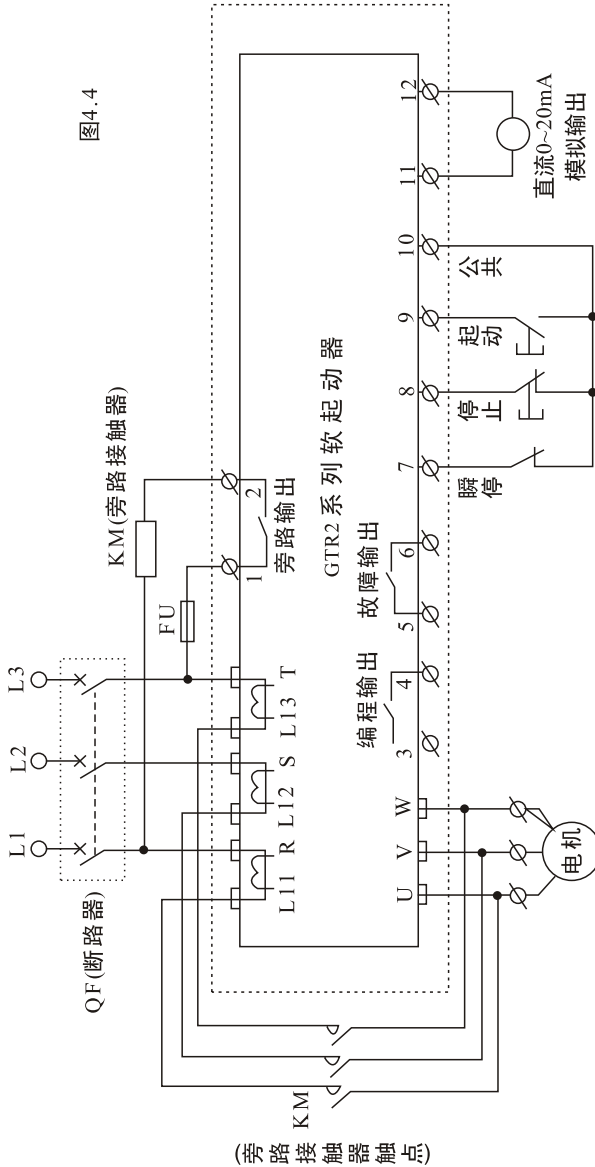 图4.4
L1
L2
L3
QF(断路器)
KM(旁路接触器)
FU
L11
R
L12
S
L13
T
1
2
旁路输出
GTR2系列软起动器
U
V
W
3
4
编程输出
5
6
故障输出
7
8
9
10
11
12
瞬停
停止
起动
公共
直流0~20mA
模拟输出
电机
KM
(旁路接触器触点)